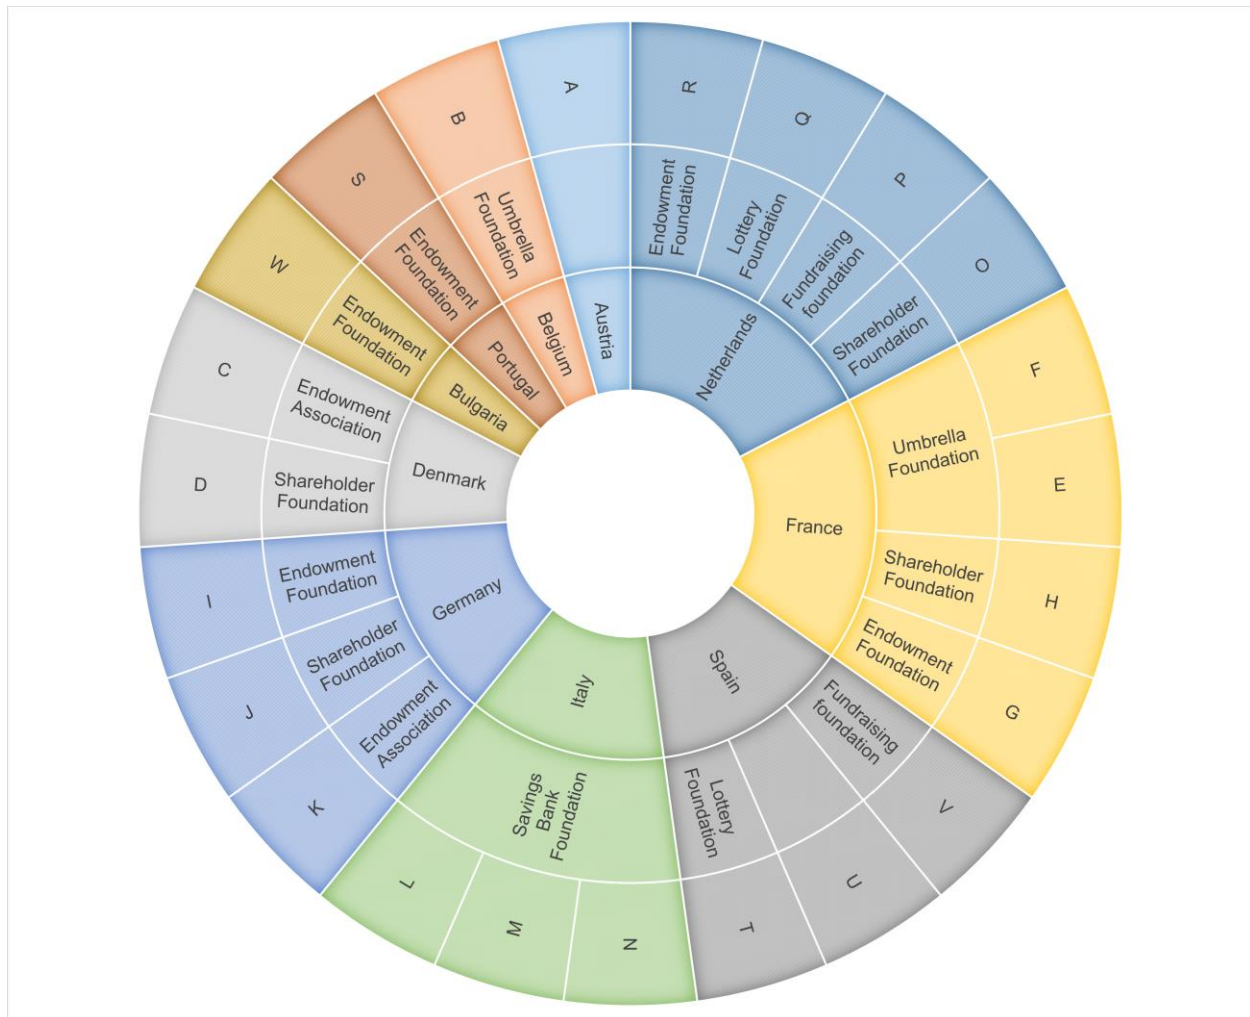 R
Endowment
Foundation
Netherlands
Q
Lottery
Foundation
P
Fundraising
foundation
O
Shareholder
Foundation
F
Umbrella
Foundation
France
E
H
Shareholder
Foundation
G
Endowment
Foundation
V
Fundraising
foundation
Spain
U
T
Lottery
Foundation
N
Savings
Bank
Foundation
Italy
M
L
K
Endowment
Association
Germany
J
Shareholder
Foundation
I
Endowment
Foundation
D
Shareholder
Foundation
Denmark
C
Endowment
Association
W
Endowment
Foundation
Bulgaria
S
Endowment
Foundation
Portugal
B
Umbrella
Foundation
Belgium
A
Austria